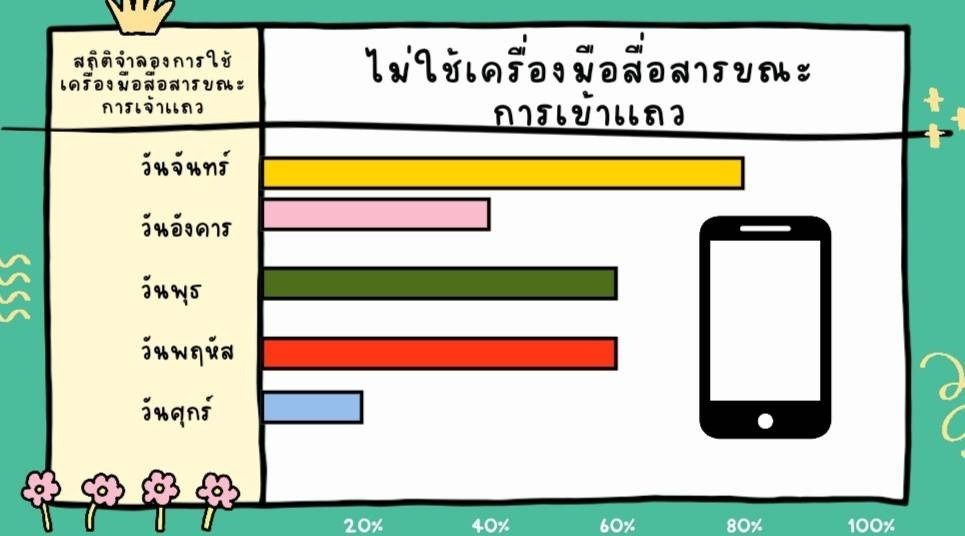 สถิติจำลองการใช้
เครื่องมือสื่อสารขณะ
การเจ้าแถว
ไม่ใช้เครื่องมือสื่อสารขณะ
การเข้าแถว
วันจันทร์
วันอังคาร
วันพุธ
วันพฤหัส
วันศุกร์
20% 40% 60% 80% 100%